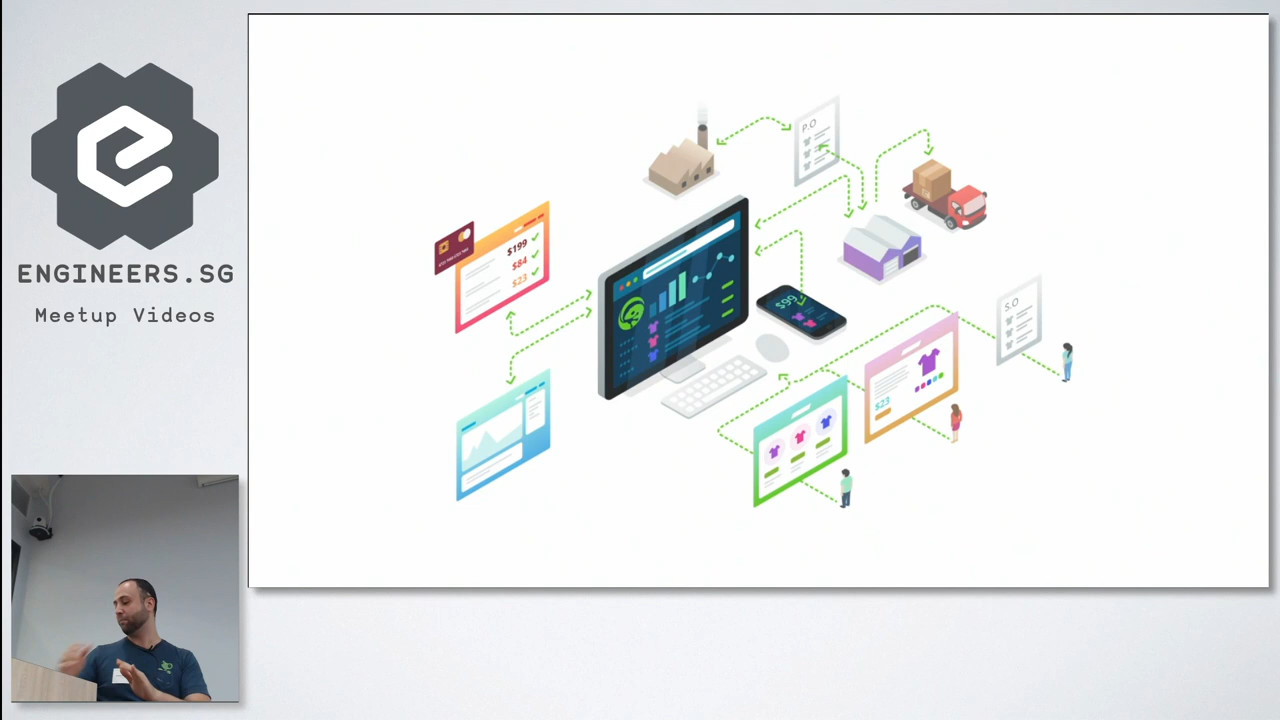 ENGINEERS.SG
Meetup Videos
P.O
$199
$84
$23
$99
S.O
$23